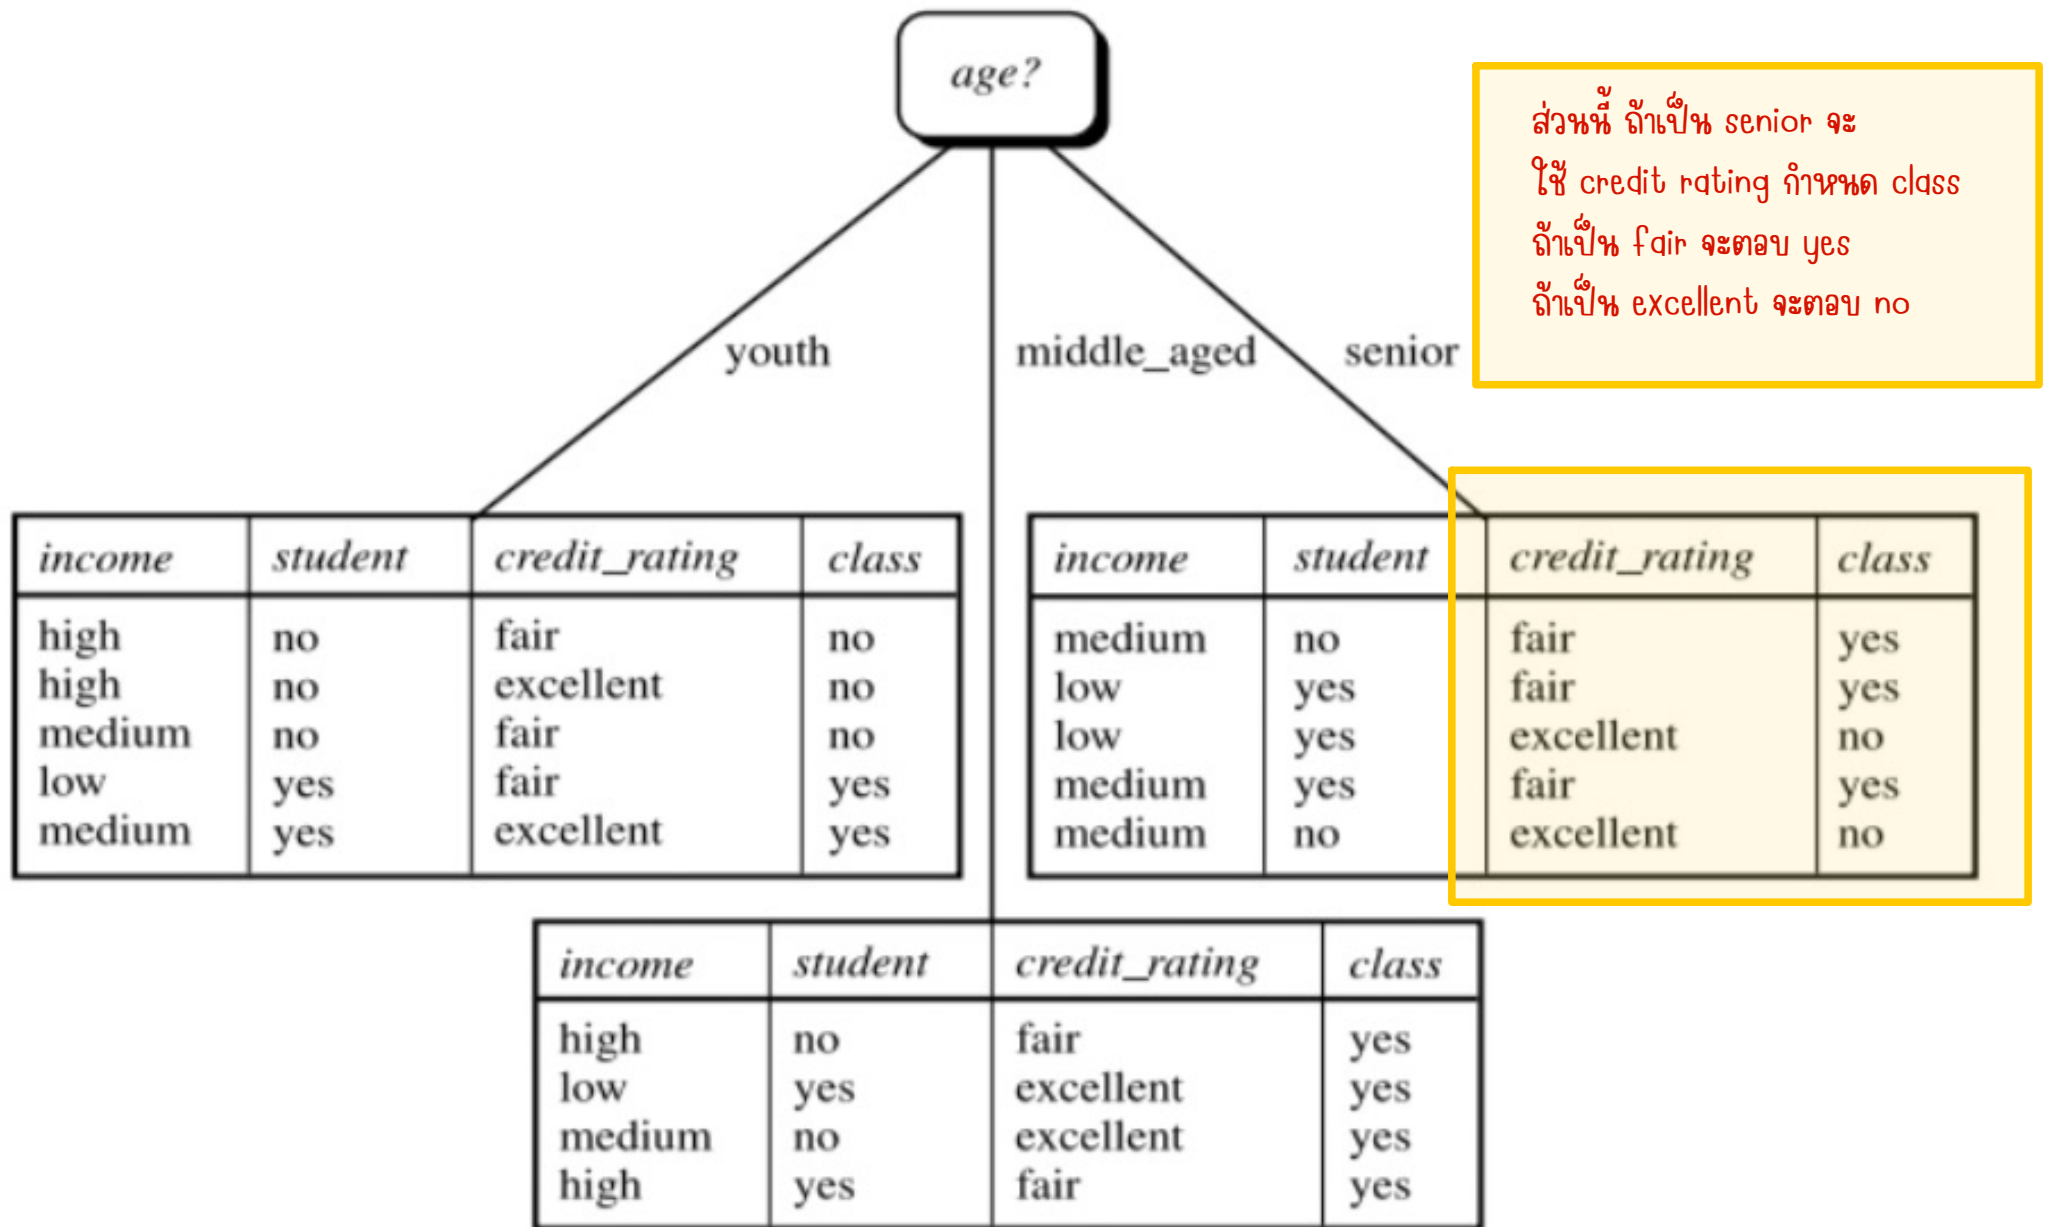 age?
ส่วนนี้ ถ้าเป็น senior จะ
ใช้ credit rating กำหนด class
ถ้าเป็น fair จะตอบ yes
ถ้าเป็น excellent จะตอบ no
youth middle_aged senior
income student credit_rating class
high no fair no
high no excellent no
medium no fair no
low yes fair yes
medium yes excellent yes
income student credit_rating class
medium no fair yes
low yes fair yes
low yes excellent no
medium yes fair yes
medium no excellent no
income student credit_rating class
high no fair yes
low yes excellent yes
medium no excellent yes
high yes fair yes